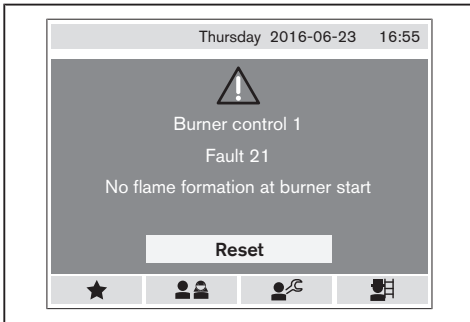 Thursday 2016-06-23 16:55
Burner control 1
Fault 21
No flame formation at burner start
Reset